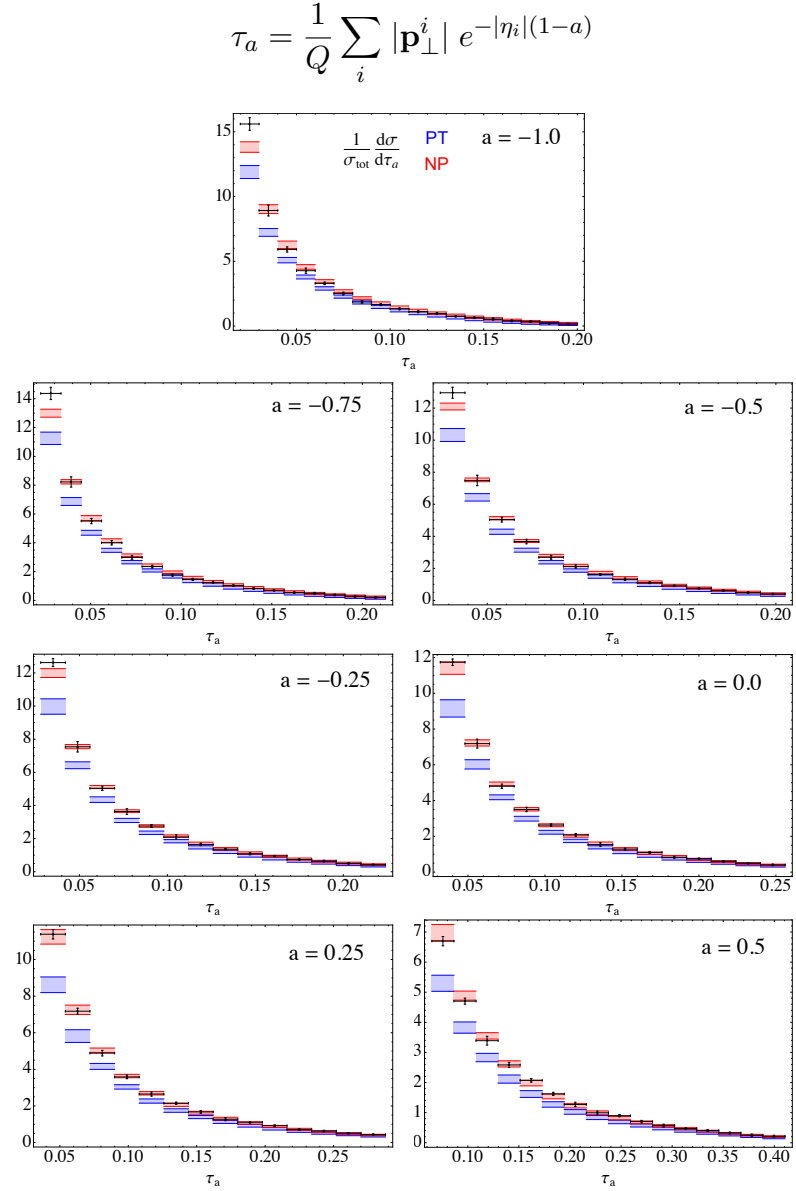 τ_a = 1/Q ∑_i |p_⊥^i| e^{-|η_i|(1-a)}
1/σ_tot dσ/dτ_a PT NP a = −1.0
15
10
5
0
0.05 0.10 0.15 0.20
τ_a
a = −0.75 a = −0.5
14 12 10 8 6 4 2 0
12 10 8 6 4 2 0
0.05 0.10 0.15 0.20 0.05 0.10 0.15 0.20
τ_a τ_a
a = −0.25 a = 0.0
12 10 8 6 4 2 0
12 10 8 6 4 2 0
0.05 0.10 0.15 0.20 0.05 0.10 0.15 0.20 0.25
τ_a τ_a
a = 0.25 a = 0.5
10 8 6 4 2 0
7 6 5 4 3 2 1 0
0.05 0.10 0.15 0.20 0.25 0.10 0.15 0.20 0.25 0.30 0.35 0.40
τ_a τ_a